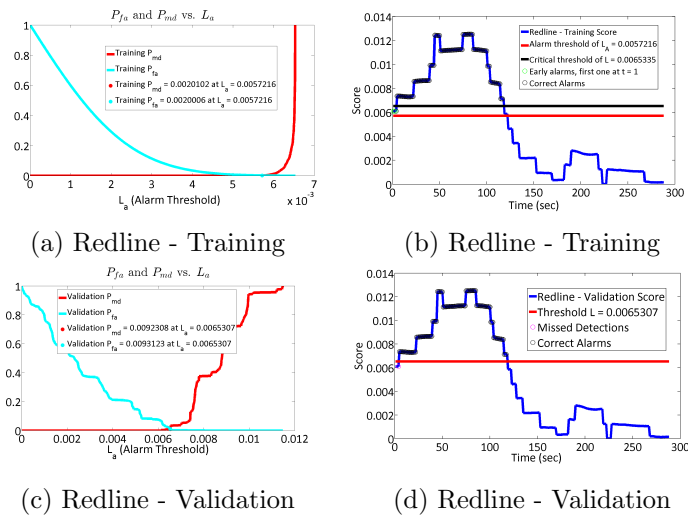 P_fa and P_md vs. L_a
1
0.8
0.6
0.4
0.2
0
0 1 2 3 4 5 6 7
x 10^-3
L_a (Alarm Threshold)
Training P_md
Training P_fa
Training P_md = 0.0020102 at L_a = 0.0057216
Training P_fa = 0.0020006 at L_a = 0.0057216
(a) Redline - Training
0.014
0.012
0.01
0.008
0.006
0.004
0.002
0
Score
0 50 100 150 200 250 300
Time (sec)
Redline - Training Score
Alarm threshold of L_A = 0.0057216
Critical threshold of L = 0.0065335
Early alarms, first one at t = 1
Correct Alarms
(b) Redline - Training
P_fa and P_md vs. L_a
1
0.8
0.6
0.4
0.2
0
0 0.002 0.004 0.006 0.008 0.01 0.012
L_a (Alarm Threshold)
Validation P_md
Validation P_fa
Validation P_md = 0.0092308 at L_a = 0.0065307
Validation P_fa = 0.0093123 at L_a = 0.0065307
(c) Redline - Validation
0.014
0.012
0.01
0.008
0.006
0.004
0.002
0
Score
0 50 100 150 200 250 300
Time (sec)
Redline - Validation Score
Threshold L = 0.0065307
Missed Detections
Correct Alarms
(d) Redline - Validation